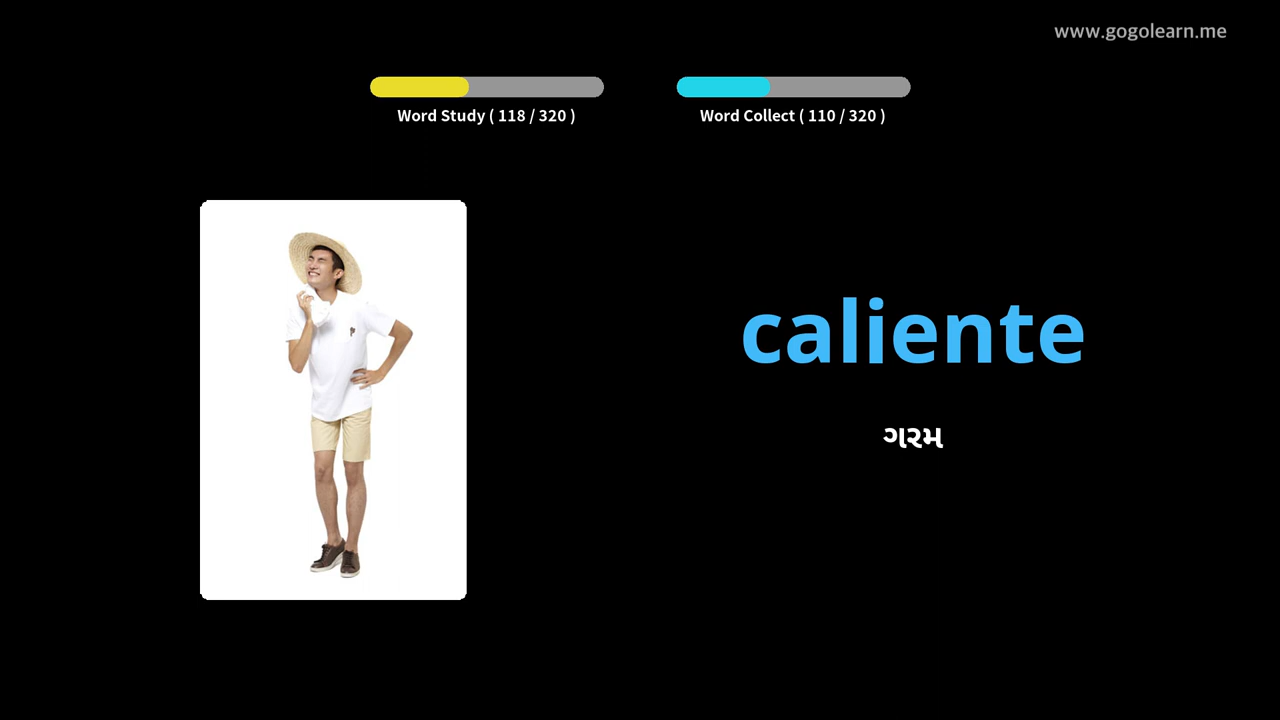 www.gogolearn.me
Word Study ( 118 / 320 )
Word Collect ( 110 / 320 )
caliente
ગરમ